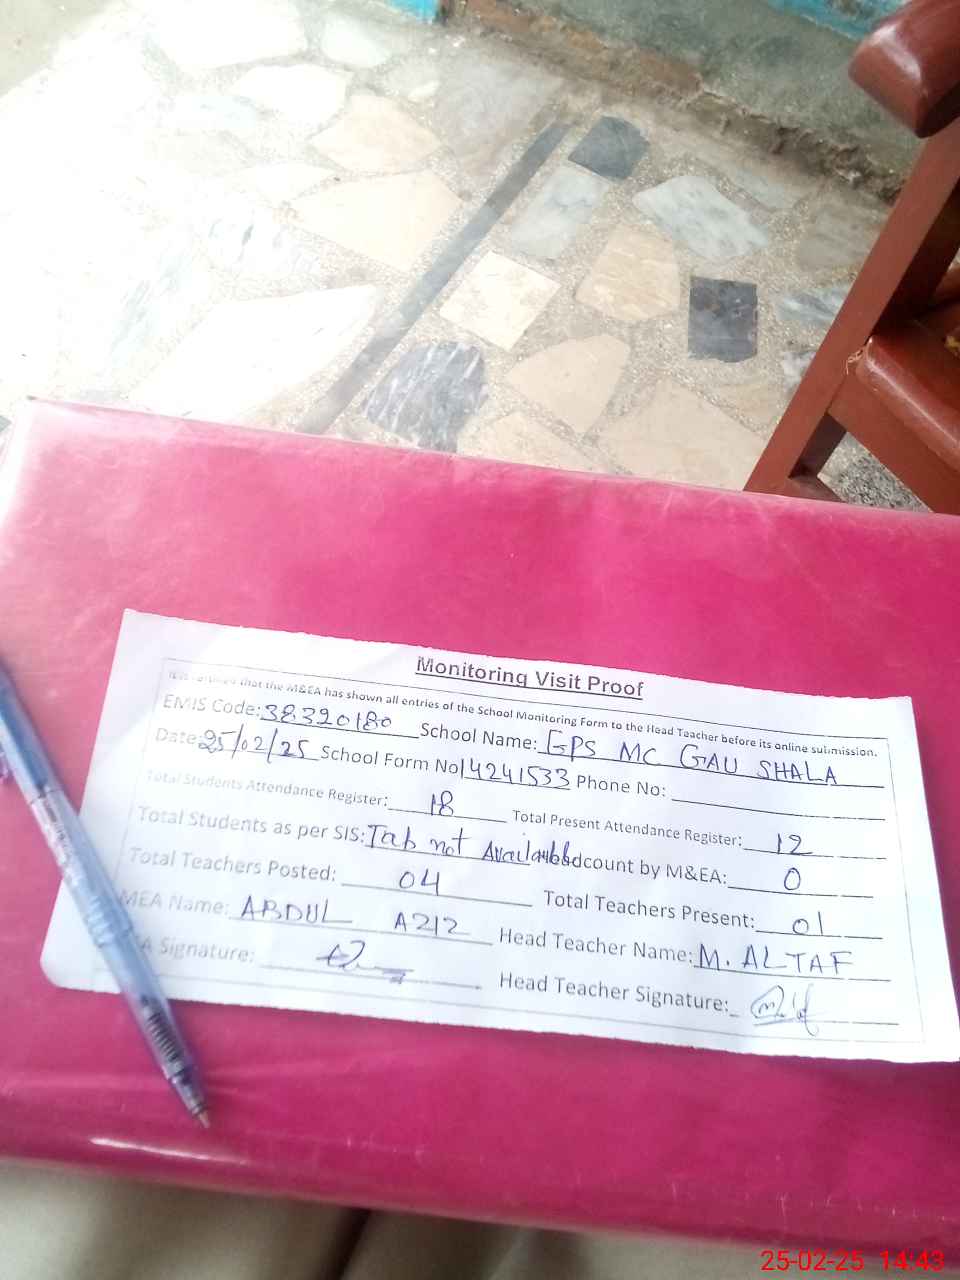 Monitoring Visit Proof
It is certified that the M&EA has shown all entries of the School Monitoring Form to the Head Teacher before its online submission.
EMIS Code: 38320180 School Name: GPS MC GAU SHALA
Date: 25/02/25 School Form No 14241533 Phone No:
Total Students Attendance Register: 18 Total Present Attendance Register: 12
Total Students as per SIS: Tab not Available Headcount by M&EA: 0
Total Teachers Posted: 04 Total Teachers Present: 01
MEA Name: ABDUL AZIZ Head Teacher Name: M. ALTAF
A Signature: Head Teacher Signature:
25-02-25 14:43